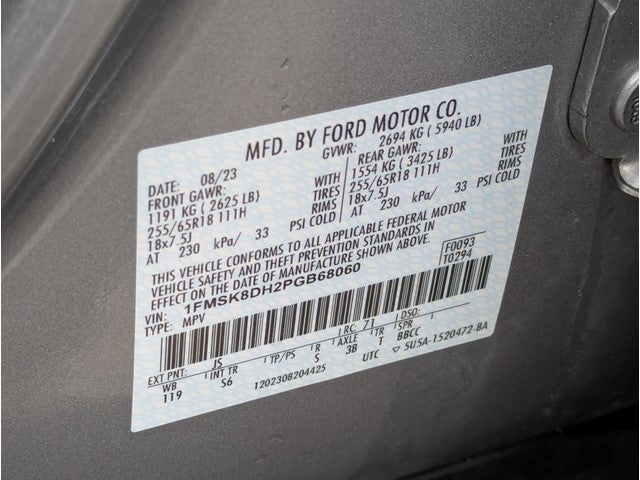 MFD. BY FORD MOTOR CO.
DATE: 08/23 GVWR: 2694 KG ( 5940 LB)
FRONT GAWR: REAR GAWR:
1191 KG ( 2625 LB) WITH 1554 KG ( 3425 LB) WITH
255/65R18 111H TIRES 255/65R18 111H TIRES
18x7.5J RIMS 18x7.5J RIMS
AT 230 kPa/ 33 PSI COLD AT 230 kPa/ 33 PSI COLD
THIS VEHICLE CONFORMS TO ALL APPLICABLE FEDERAL MOTOR
VEHICLE SAFETY AND THEFT PREVENTION STANDARDS IN
EFFECT ON THE DATE OF MANUFACTURE SHOWN ABOVE.
VIN: 1FMSK8DH2PGB68060 F0093
TYPE: MPV T0294
EXT PNT: JS RC: 71 DSO:
WB INT TR TP/PS R AXLE TR SPR
119 S6 S 3B T BBCC
1202308204425 UTC ▽ 5USA-1520472-BA